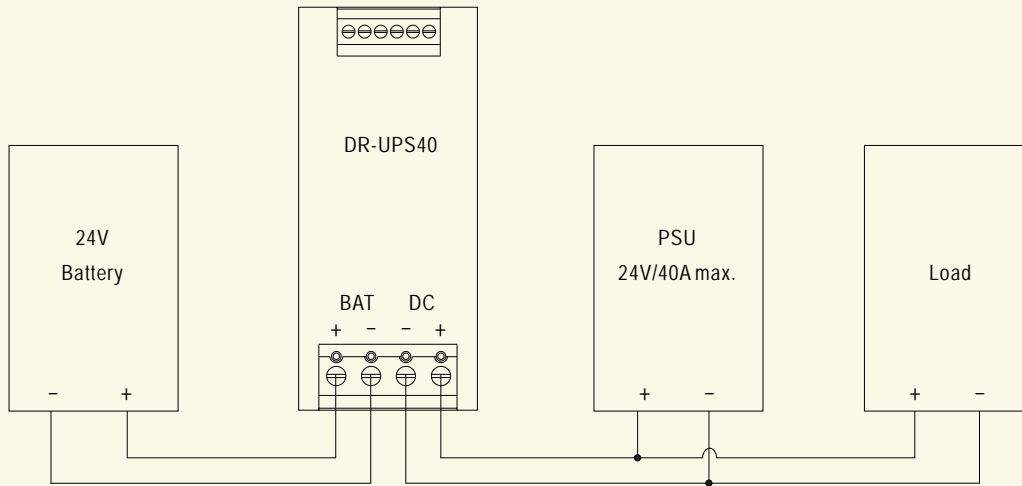 DR-UPS40
24V
Battery
PSU
24V/40A max.
Load
BAT DC
+ − − +
− +
+ −
+ −